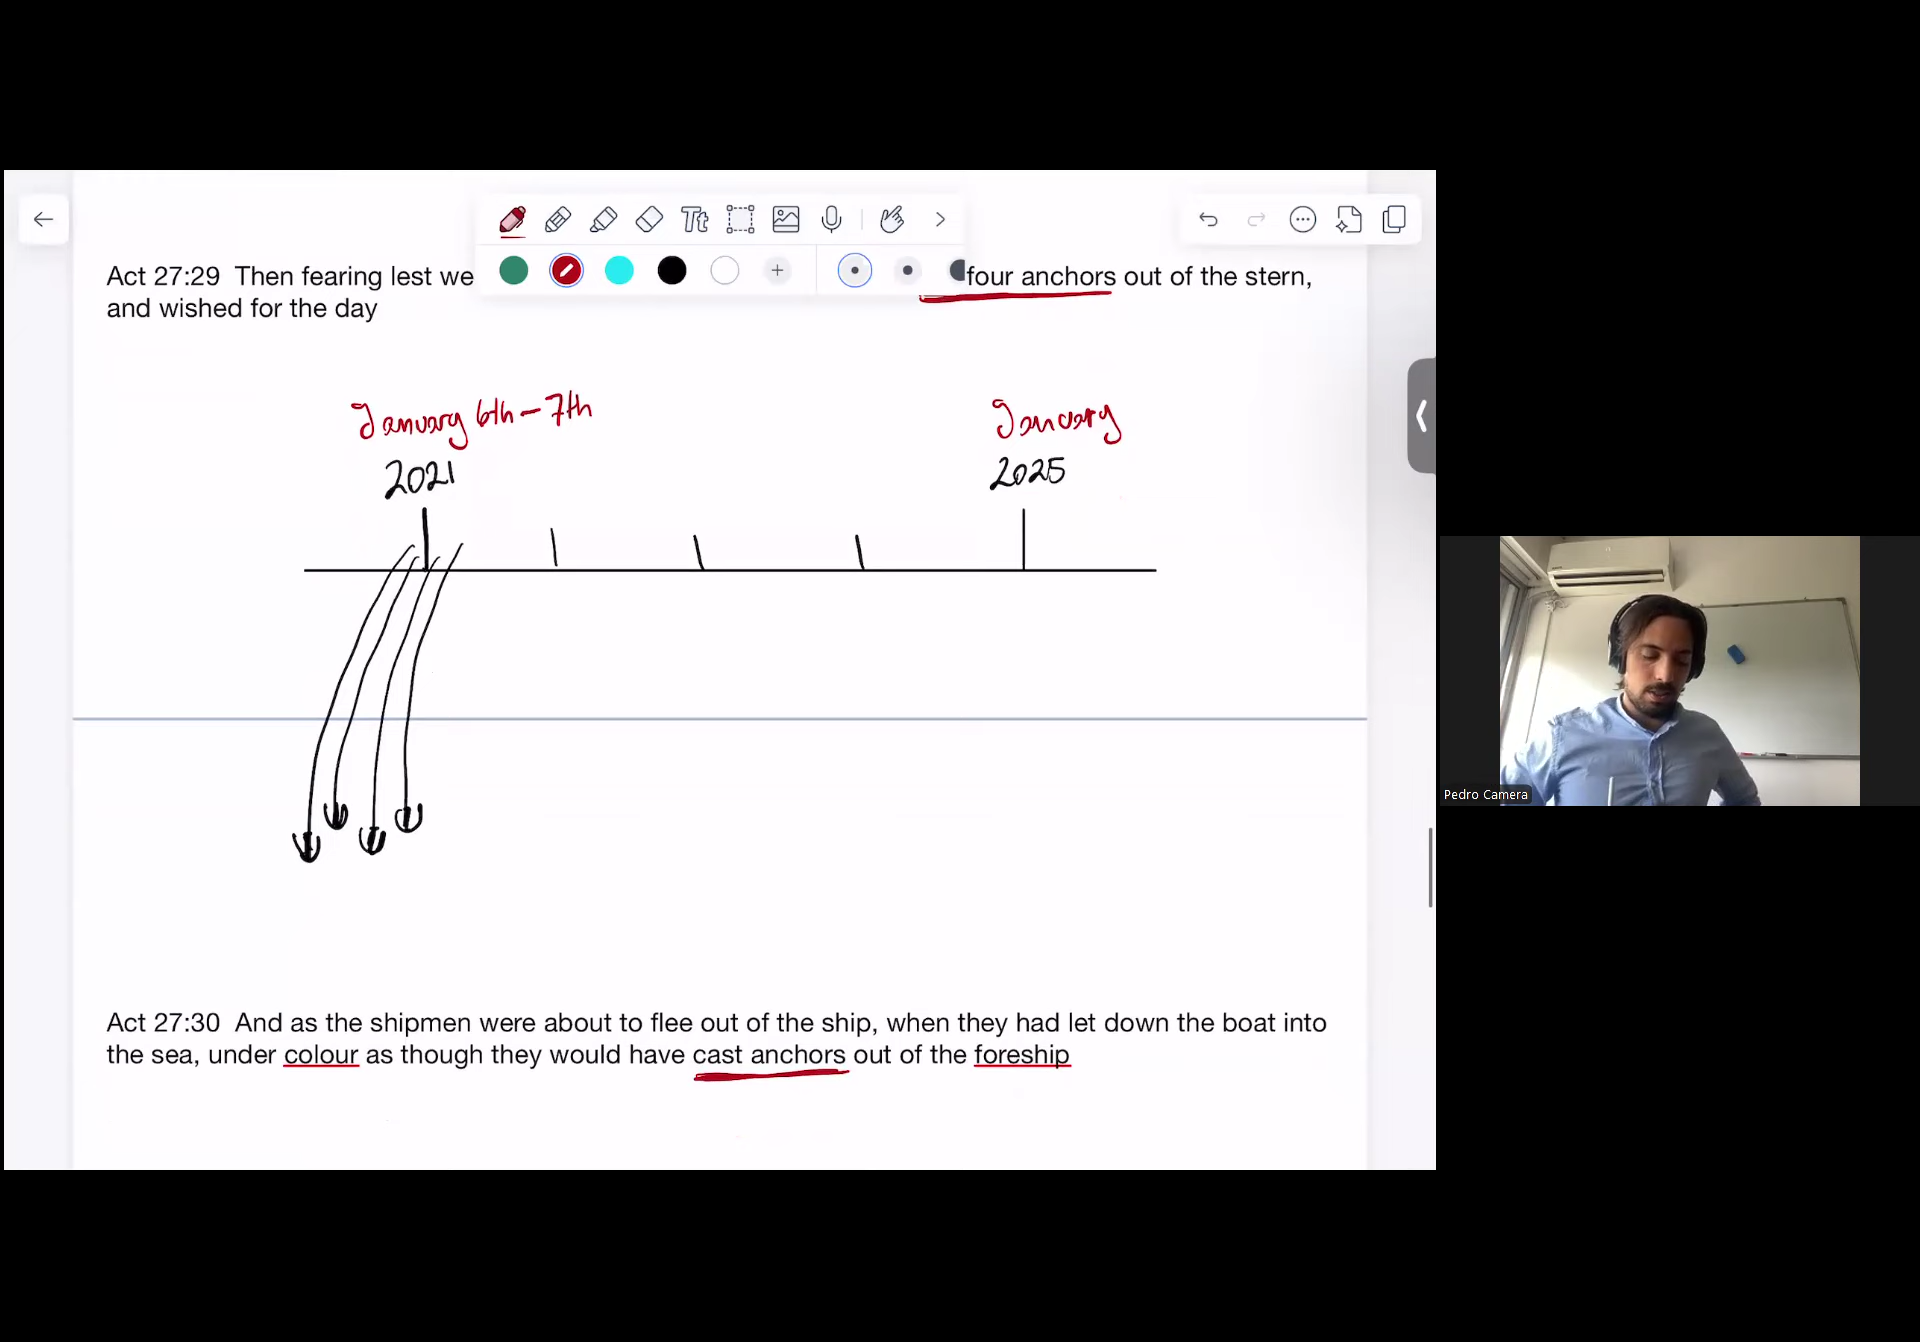 Tt
Act 27:29 Then fearing lest we four anchors out of the stern,
and wished for the day
January 6th - 7th
January
2021
2025
Pedro Camera
Act 27:30 And as the shipmen were about to flee out of the ship, when they had let down the boat into
the sea, under colour as though they would have cast anchors out of the foreship